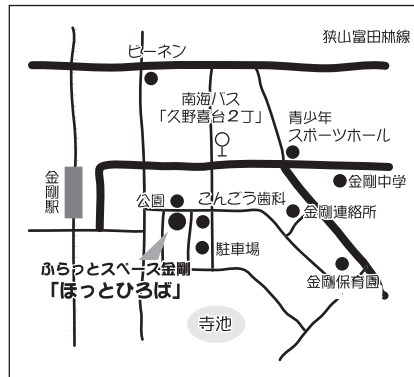 狭山富田林線
ピーネン
南海バス
「久野喜台2丁」
青少年
スポーツホール
金剛駅
公園
こんごう歯科
金剛中学
金剛連絡所
駐車場
ふらっとスペース金剛
「ほっとひろば」
金剛保育園
寺池